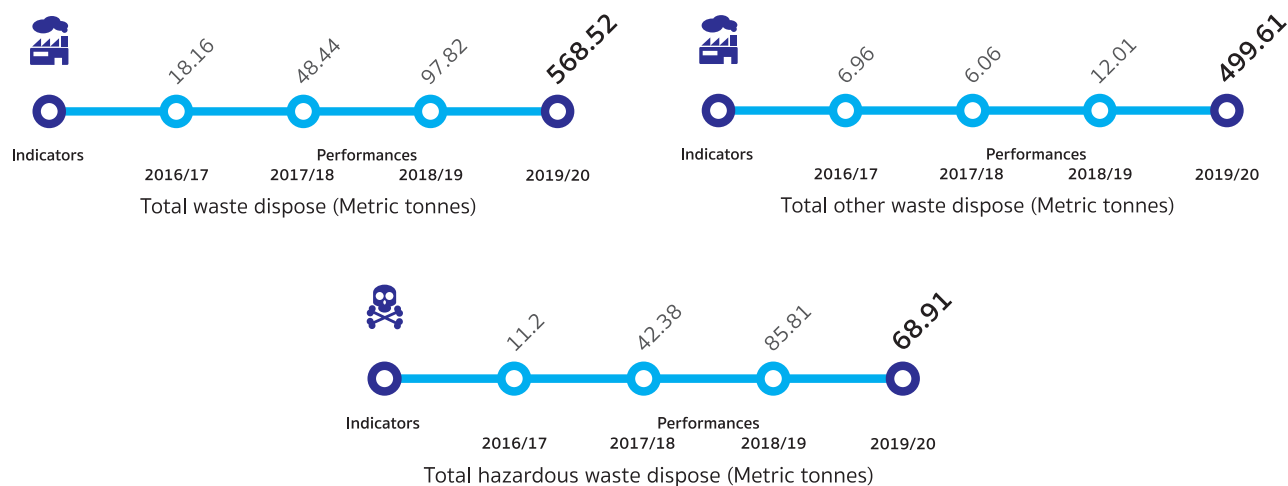 18.16 48.44 97.82 568.52
Indicators Performances
2016/17 2017/18 2018/19 2019/20
Total waste dispose (Metric tonnes)
6.96 6.06 12.01 499.61
Indicators Performances
2016/17 2017/18 2018/19 2019/20
Total other waste dispose (Metric tonnes)
11.2 42.38 85.81 68.91
Indicators Performances
2016/17 2017/18 2018/19 2019/20
Total hazardous waste dispose (Metric tonnes)